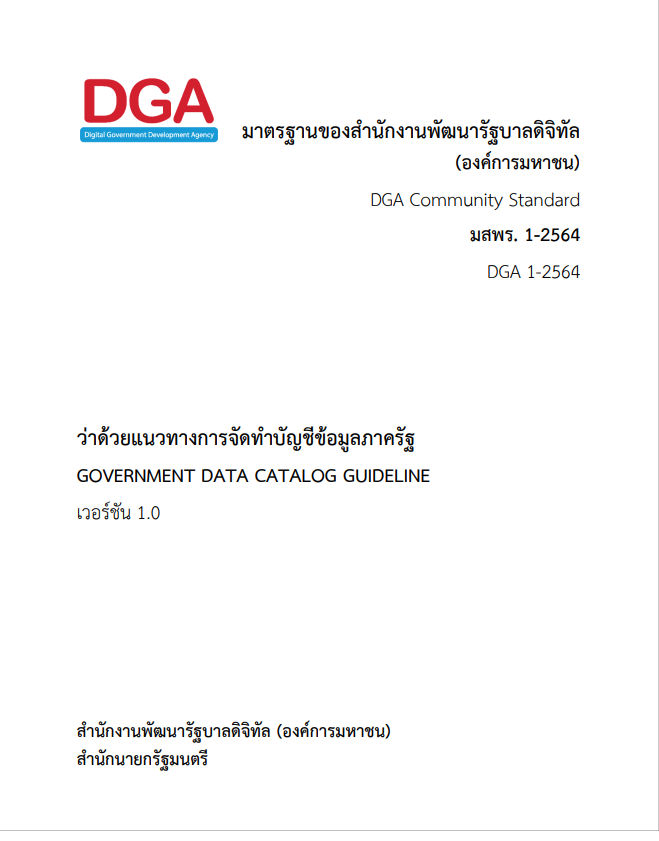 DGA
Digital Government Development Agency
มาตรฐานของสำนักงานพัฒนารัฐบาลดิจิทัล
(องค์การมหาชน)
DGA Community Standard
มสพร. 1-2564
DGA 1-2564
ว่าด้วยแนวทางการจัดทำบัญชีข้อมูลภาครัฐ
GOVERNMENT DATA CATALOG GUIDELINE
เวอร์ชัน 1.0
สำนักงานพัฒนารัฐบาลดิจิทัล (องค์การมหาชน)
สำนักนายกรัฐมนตรี